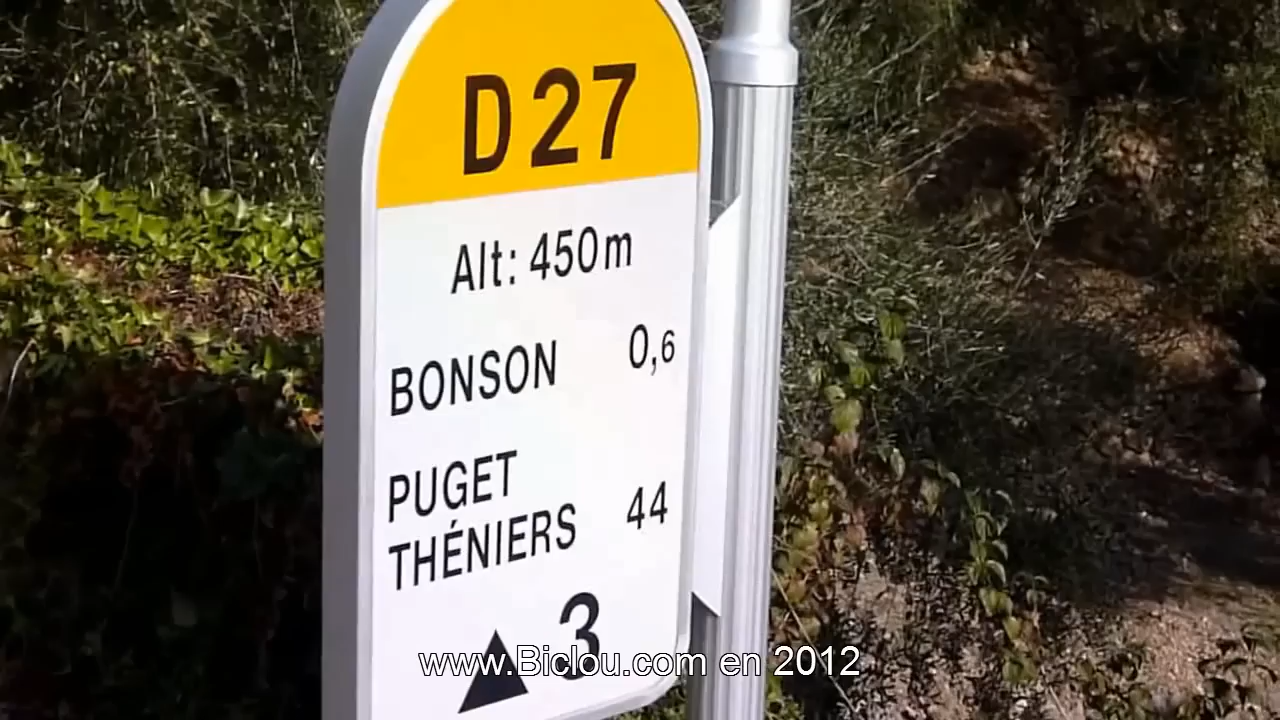 D27
Alt: 450m
BONSON 0,6
PUGET
THÉNIERS 44
▲ 3
www.Biclou.com en 2012